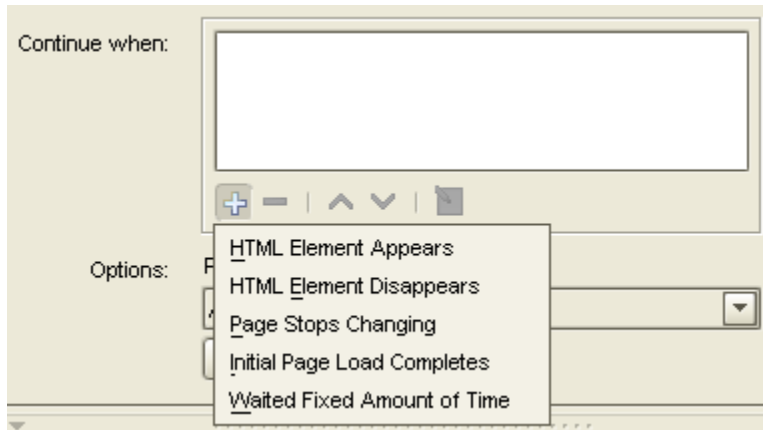 Continue when:
HTML Element Appears
Options:
HTML Element Disappears
Page Stops Changing
Initial Page Load Completes
Waited Fixed Amount of Time